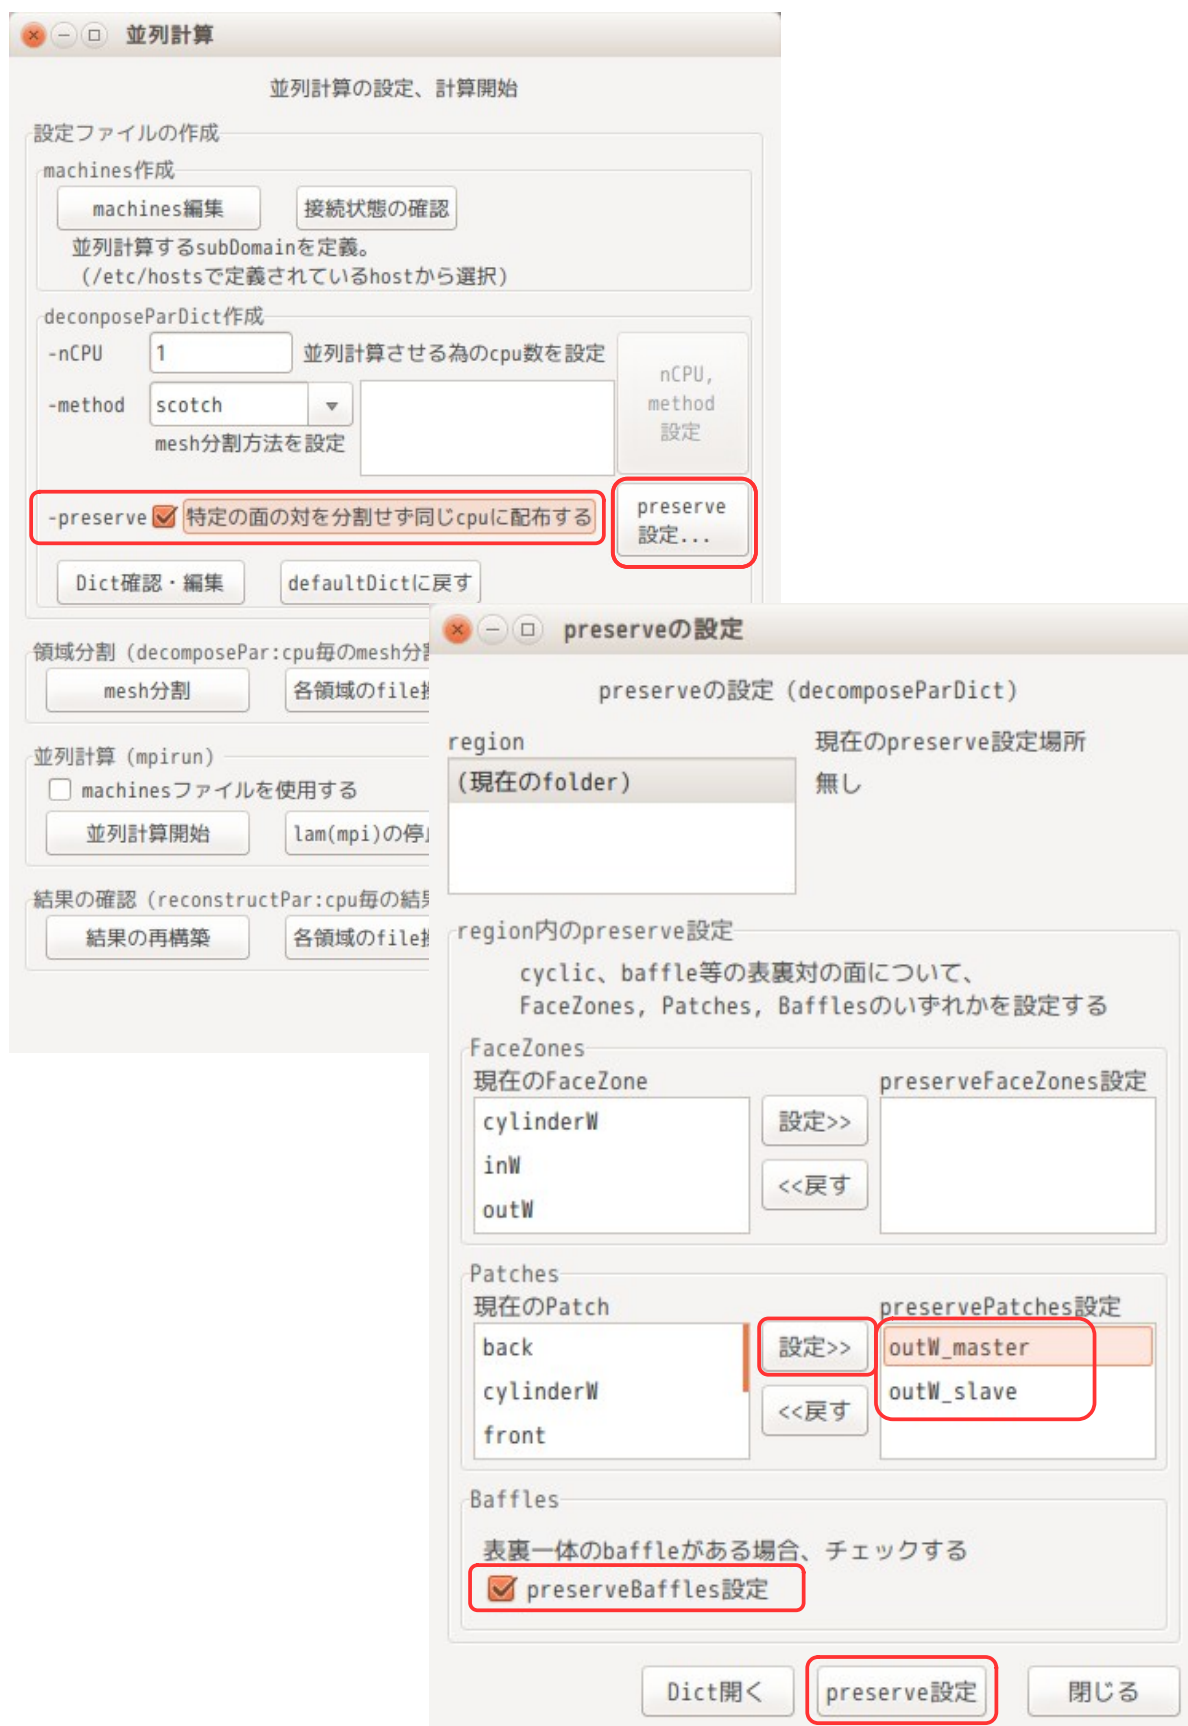 並列計算
並列計算の設定、計算開始
設定ファイルの作成
machines作成
machines編集 接続状態の確認
並列計算するsubDomainを定義。
(/etc/hostsで定義されているhostから選択)
deconposeParDict作成
-nCPU 1 並列計算させる為のcpu数を設定
nCPU,
method
設定
-method scotch
mesh分割方法を設定
-preserve 特定の面の対を分割せず同じcpuに配布する
preserve
設定...
Dict確認・編集 defaultDictに戻す
領域分割 (decomposePar:cpu毎のmesh分
mesh分割 各領域のfile
並列計算 (mpirun)
machinesファイルを使用する
並列計算開始 lam(mpi)の停
結果の確認 (reconstructPar:cpu毎の結
結果の再構築 各領域のfile
preserveの設定
preserveの設定 (decomposeParDict)
region 現在のpreserve設定場所
(現在のfolder) 無し
region内のpreserve設定
cyclic、baffle等の表裏対の面について、
FaceZones, Patches, Bafflesのいずれかを設定する
FaceZones
現在のFaceZone preserveFaceZones設定
cylinderW 設定>>
inW
<<戻す
outW
Patches
現在のPatch preservePatches設定
back 設定>> outW_master
cylinderW outW_slave
<<戻す
front
Baffles
表裏一体のbaffleがある場合、チェックする
preserveBaffles設定
Dict開く preserve設定 閉じる